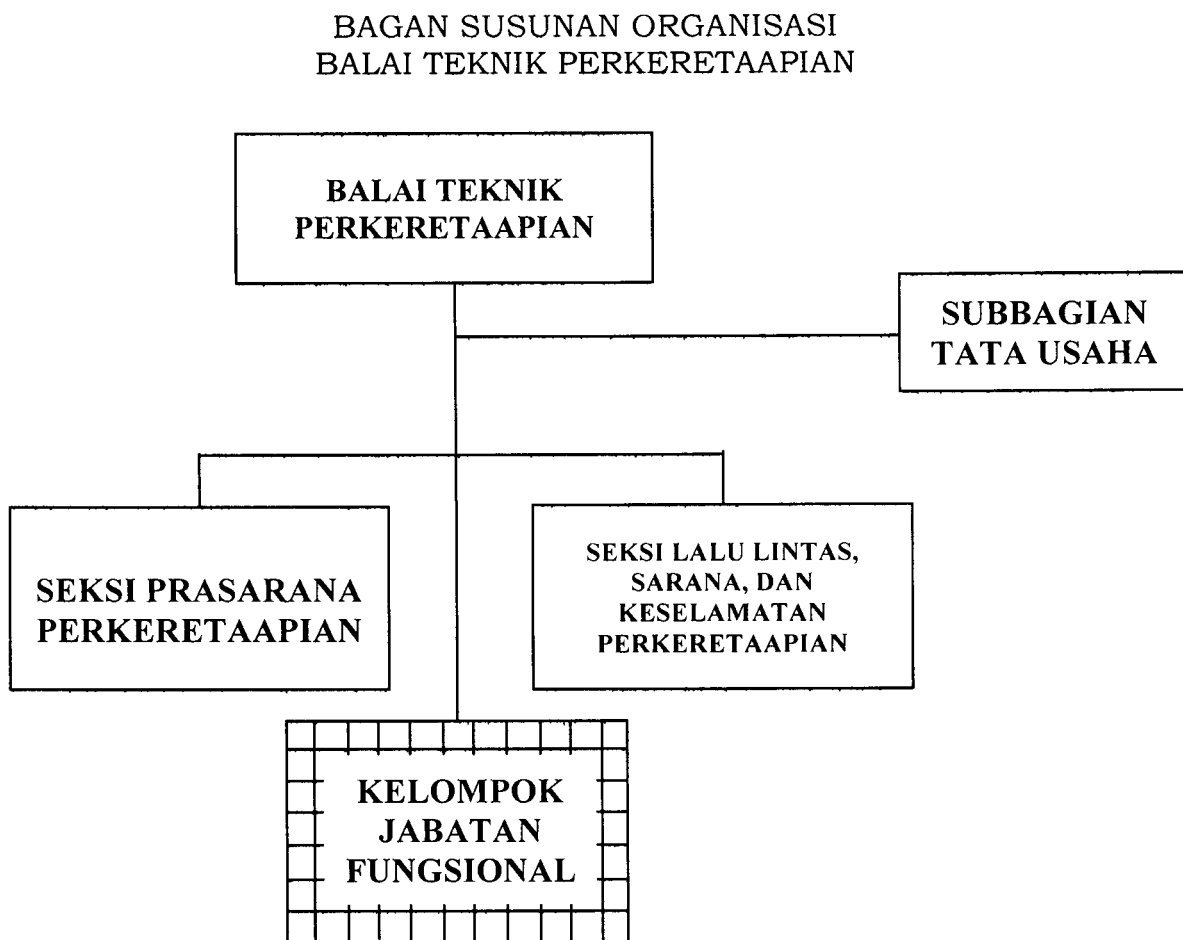 BAGAN SUSUNAN ORGANISASI
BALAI TEKNIK PERKERETAAPIAN
BALAI TEKNIK
PERKERETAAPIAN
SUBBAGIAN
TATA USAHA
SEKSI PRASARANA
PERKERETAAPIAN
SEKSI LALU LINTAS,
SARANA, DAN
KESELAMATAN
PERKERETAAPIAN
KELOMPOK
JABATAN
FUNGSIONAL